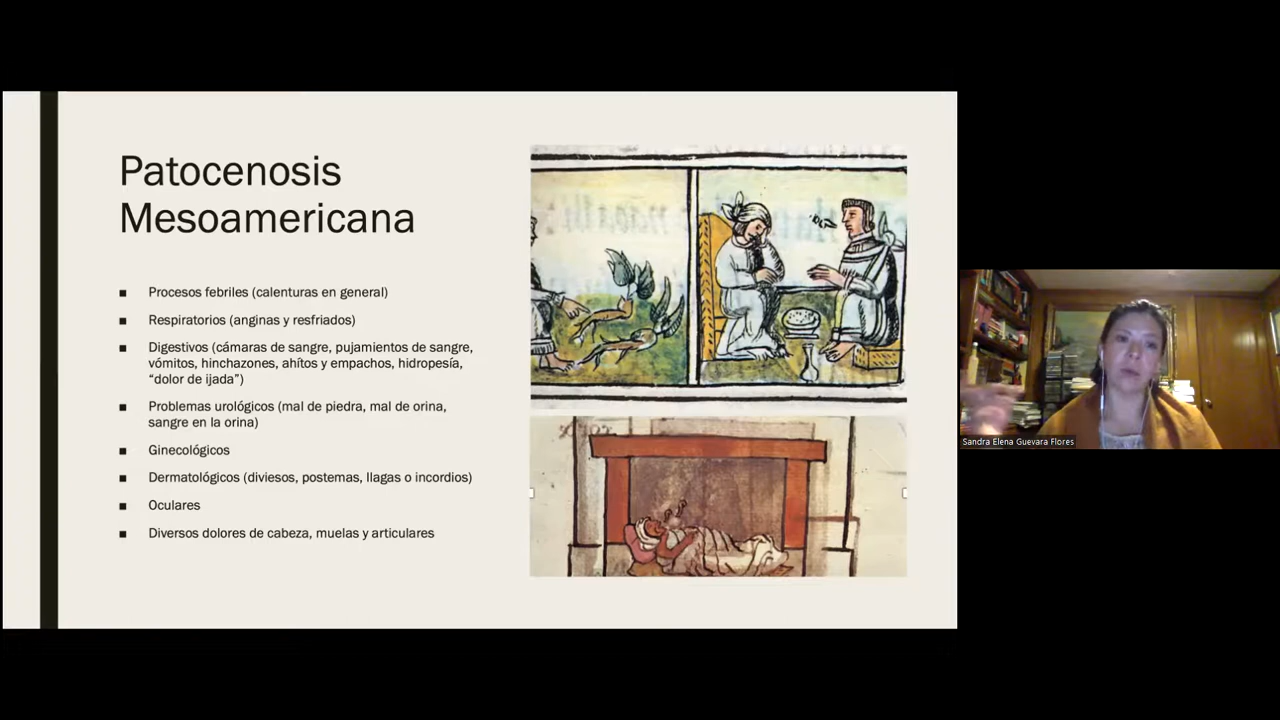 Patocenosis
Mesoamericana
■ Procesos febriles (calenturas en general)
■ Respiratorios (anginas y resfriados)
■ Digestivos (cámaras de sangre, pujamientos de sangre,
vómitos, hinchazones, ahítos y empachos, hidropesía,
“dolor de ijada”)
■ Problemas urológicos (mal de piedra, mal de orina,
sangre en la orina)
■ Ginecológicos
■ Dermatológicos (diviesos, postemas, llagas o incordios)
■ Oculares
■ Diversos dolores de cabeza, muelas y articulares
Sandra Elena Guevara Flores